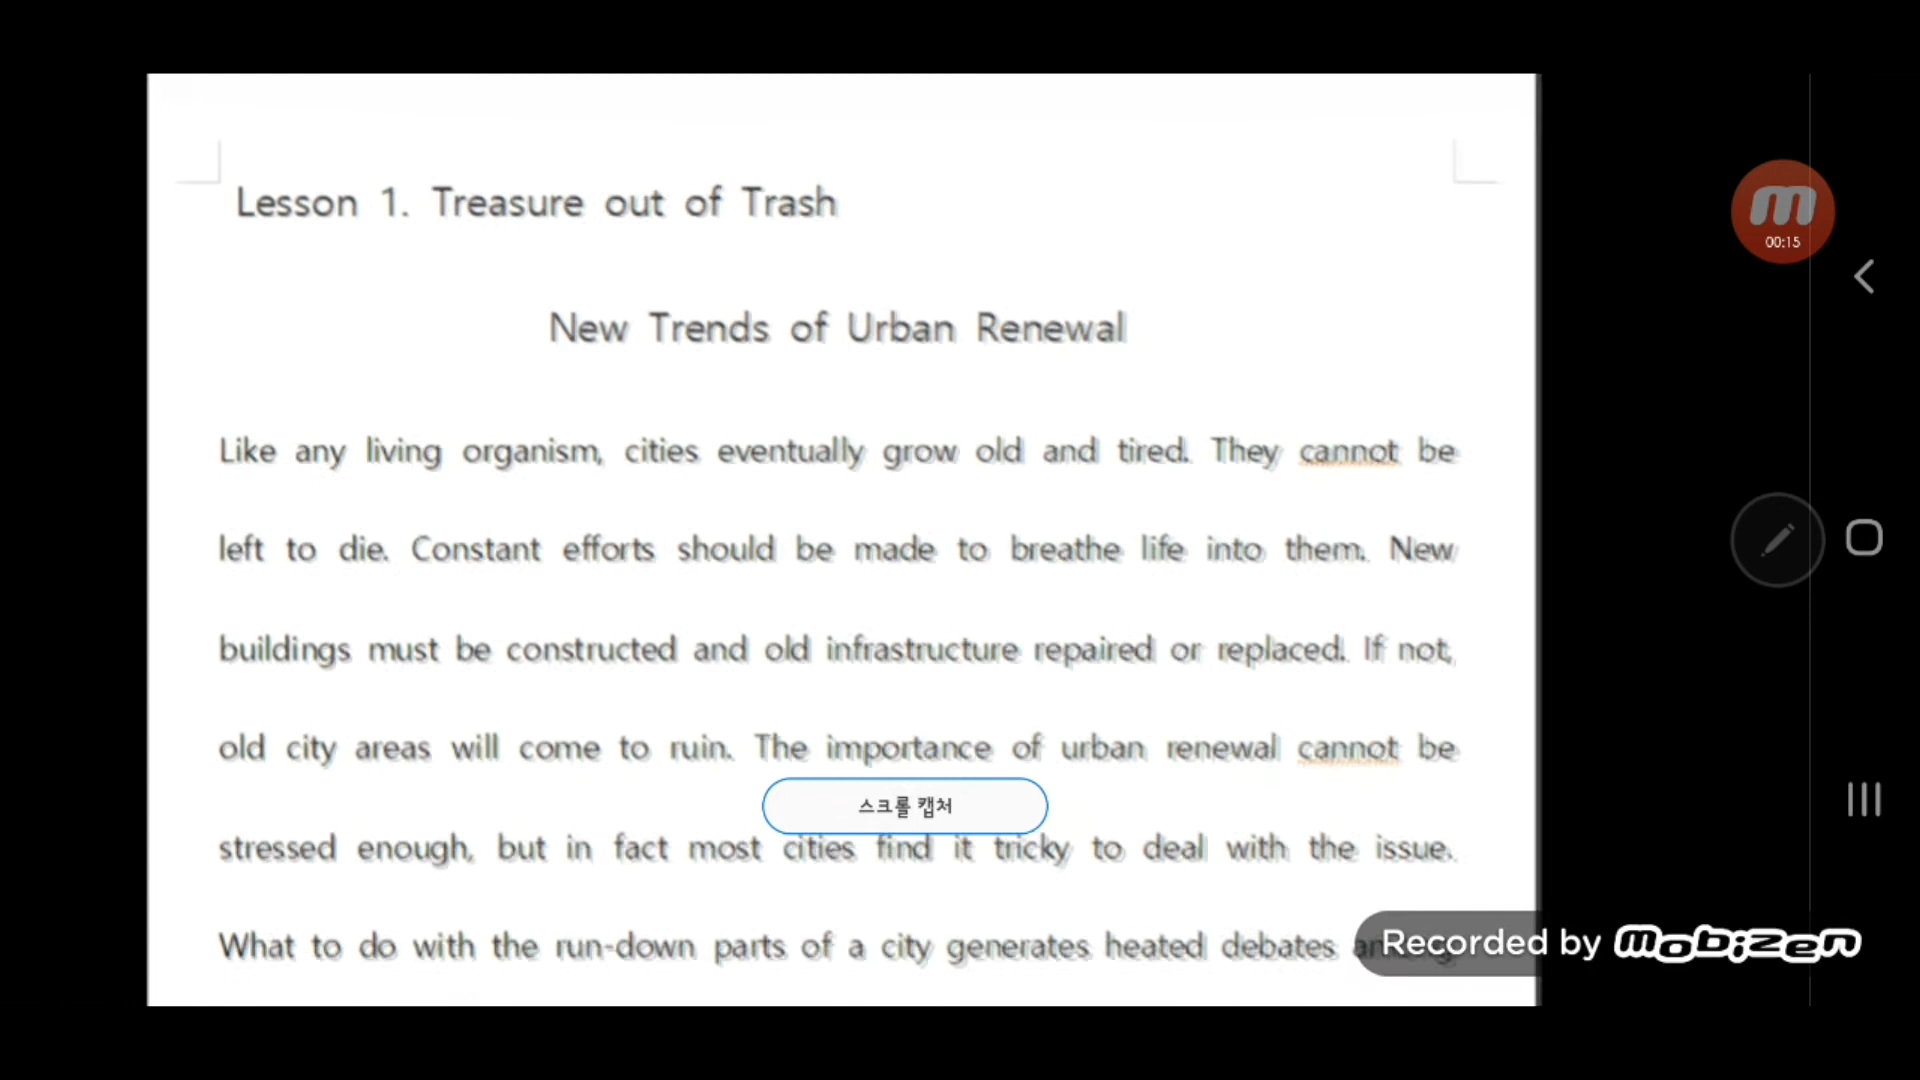 Lesson 1. Treasure out of Trash
New Trends of Urban Renewal
Like any living organism, cities eventually grow old and tired. They cannot be
left to die. Constant efforts should be made to breathe life into them. New
buildings must be constructed and old infrastructure repaired or replaced. If not,
old city areas will come to ruin. The importance of urban renewal cannot be
스크롤 캡처
stressed enough, but in fact most cities find it tricky to deal with the issue.
What to do with the run-down parts of a city generates heated debates
m
00:15
Recorded by mobizen